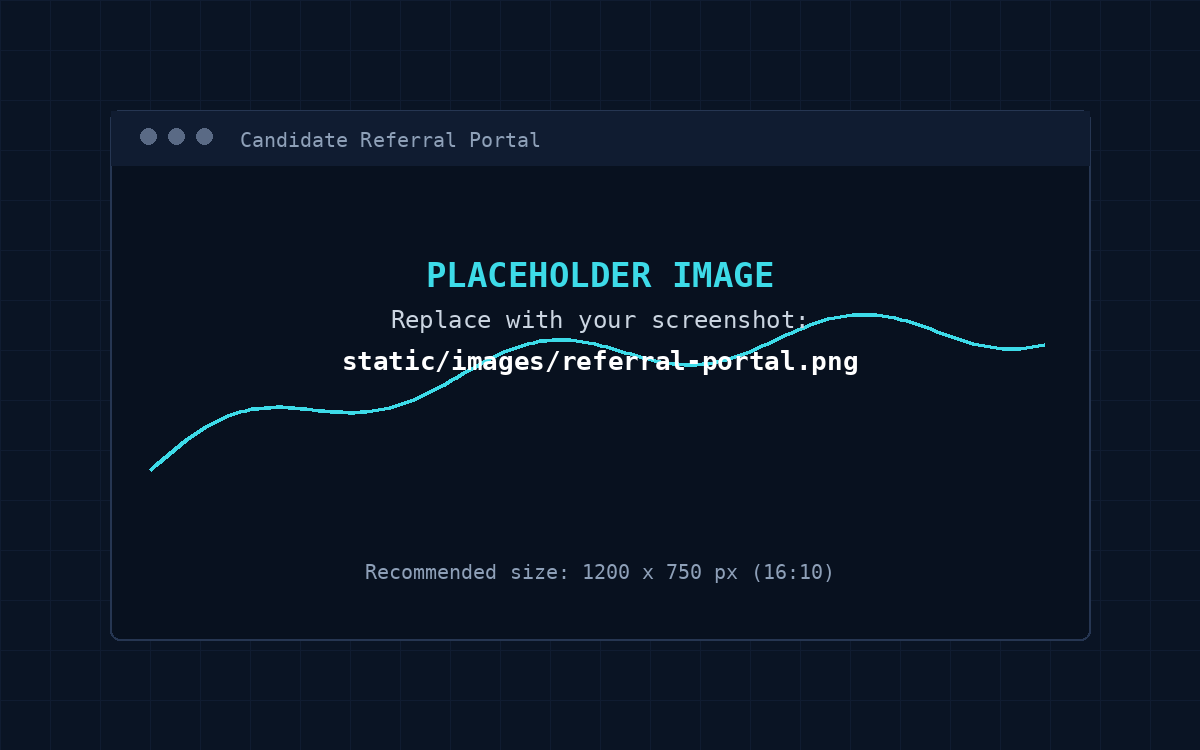 Candidate Referral Portal
PLACEHOLDER IMAGE
Replace with your screenshot:
static/images/referral-portal.png
Recommended size: 1200 x 750 px (16:10)